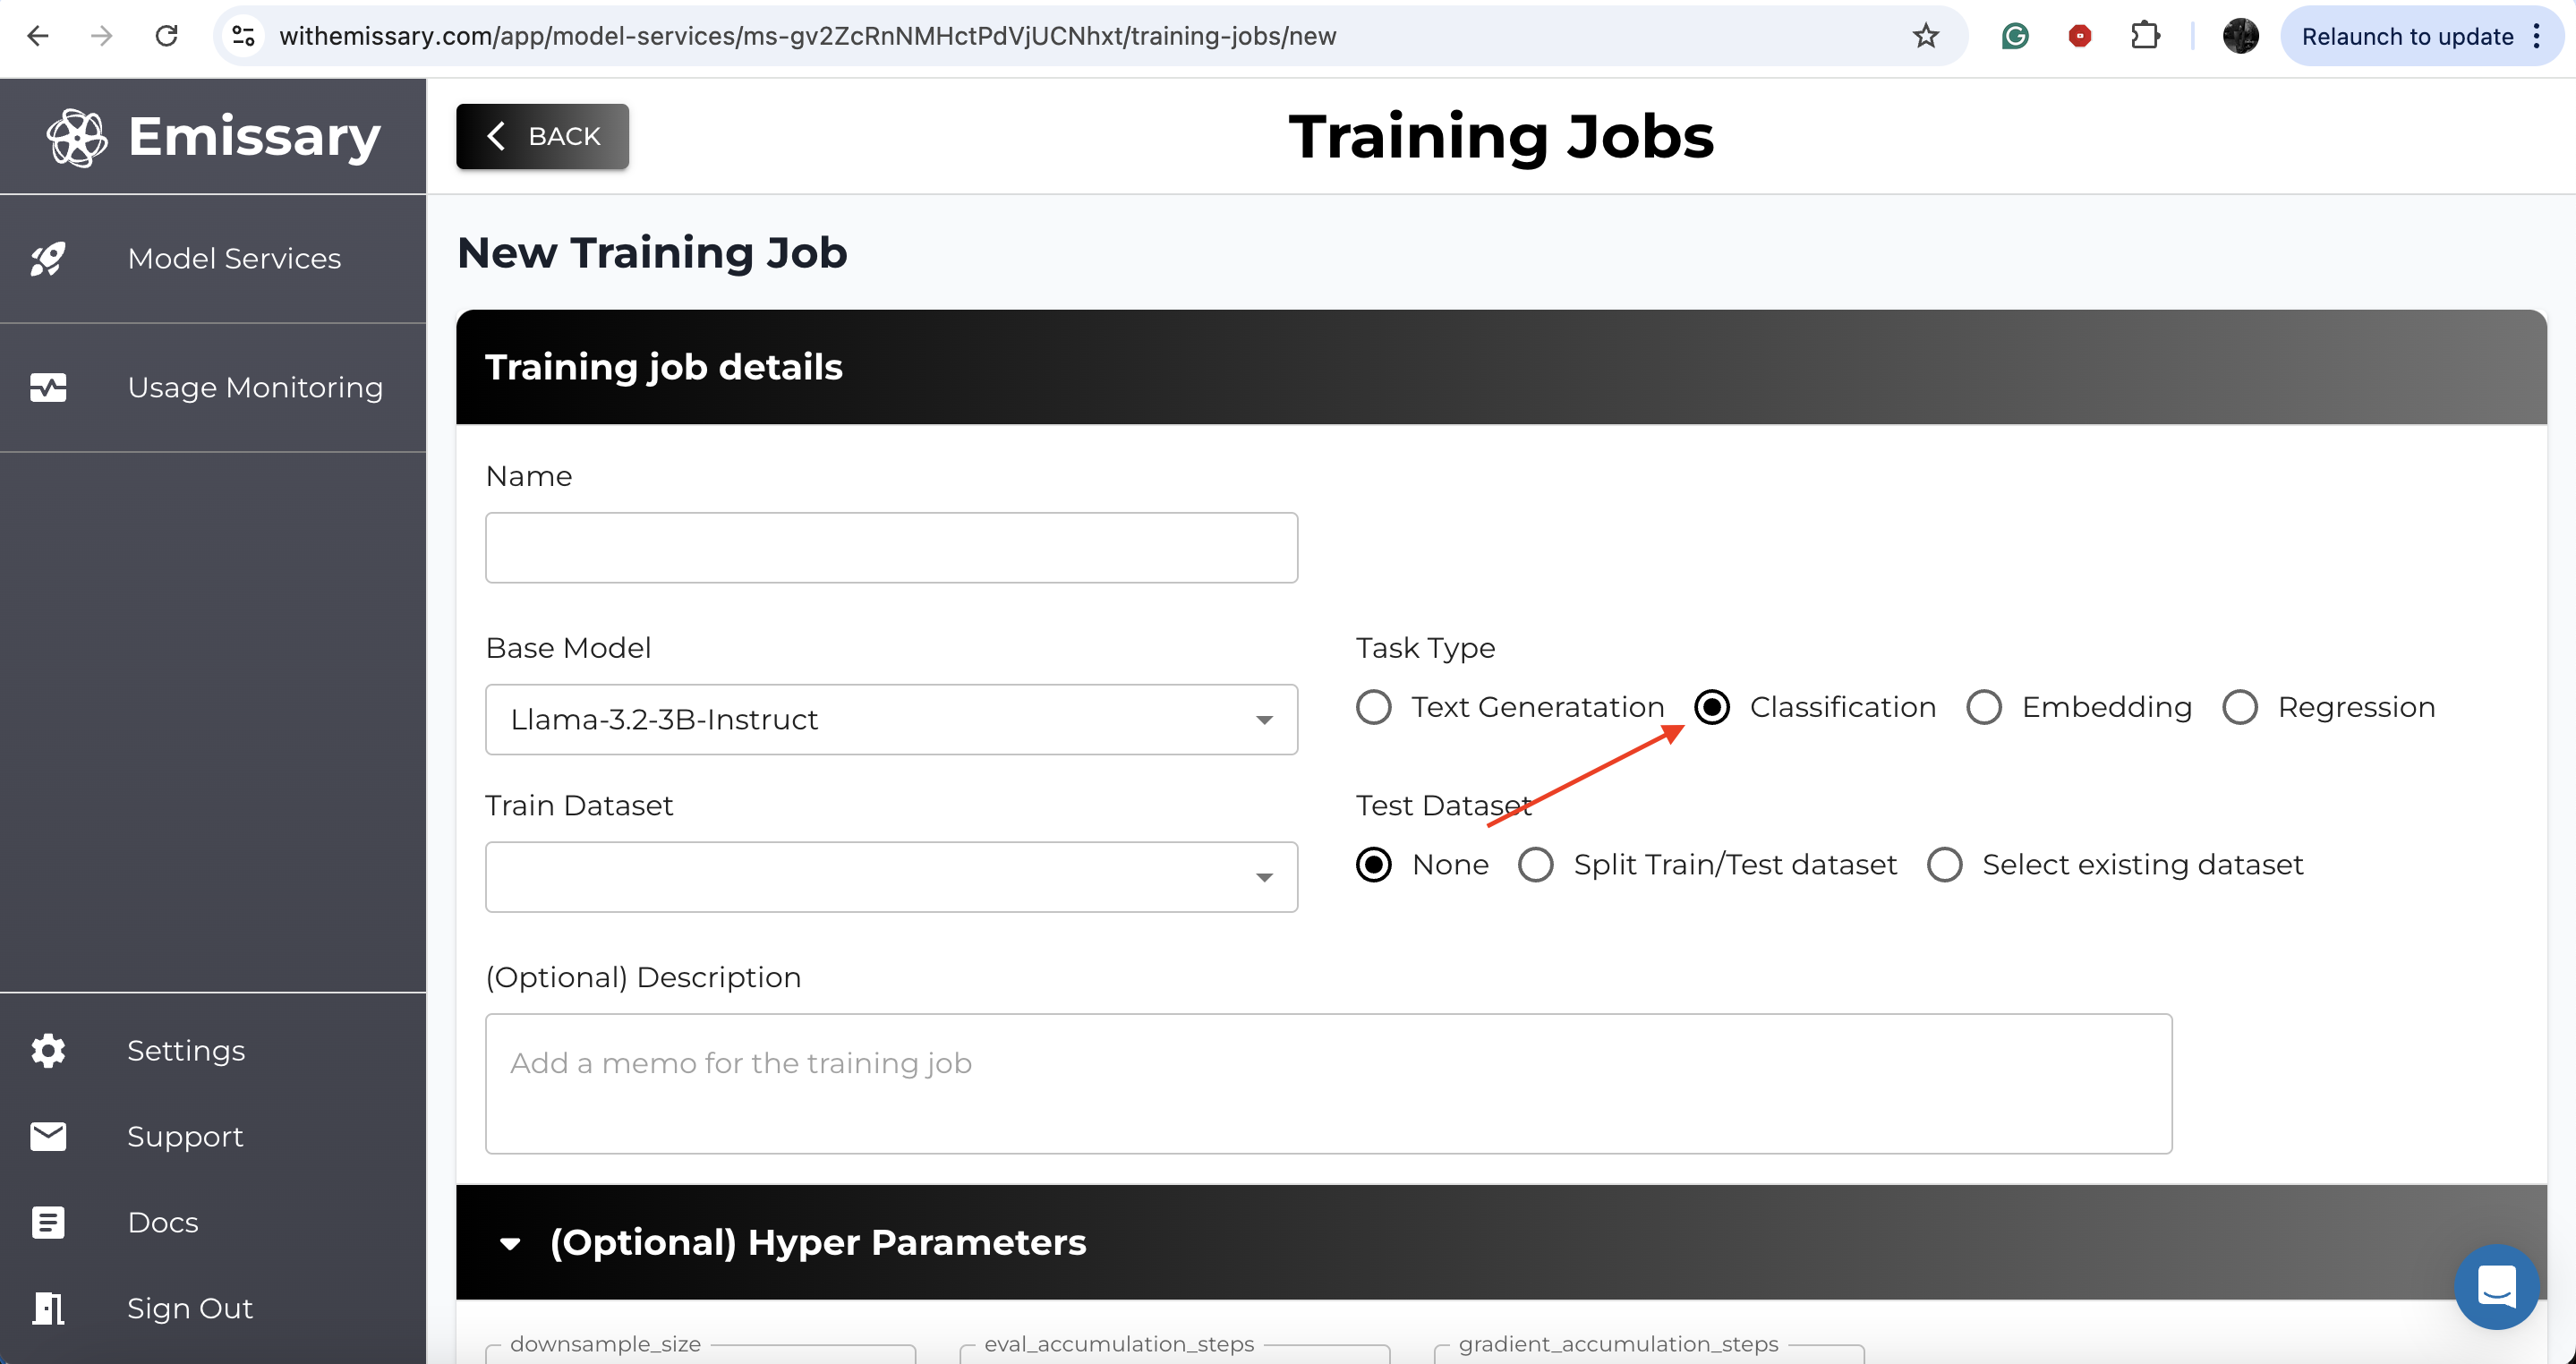 withemissary.com/app/model-services/ms-gv2ZcRnNMHctPdVjUCNhxt/training-jobs/new
Relaunch to update
Emissary
BACK
Training Jobs
Model Services
Usage Monitoring
Settings
Support
Docs
Sign Out
New Training Job
Training job details
Name
Base Model
Llama-3.2-3B-Instruct
Task Type
Text Generatation Classification Embedding Regression
Train Dataset
Test Dataset
None Split Train/Test dataset Select existing dataset
(Optional) Description
Add a memo for the training job
(Optional) Hyper Parameters
downsample_size eval_accumulation_steps gradient_accumulation_steps